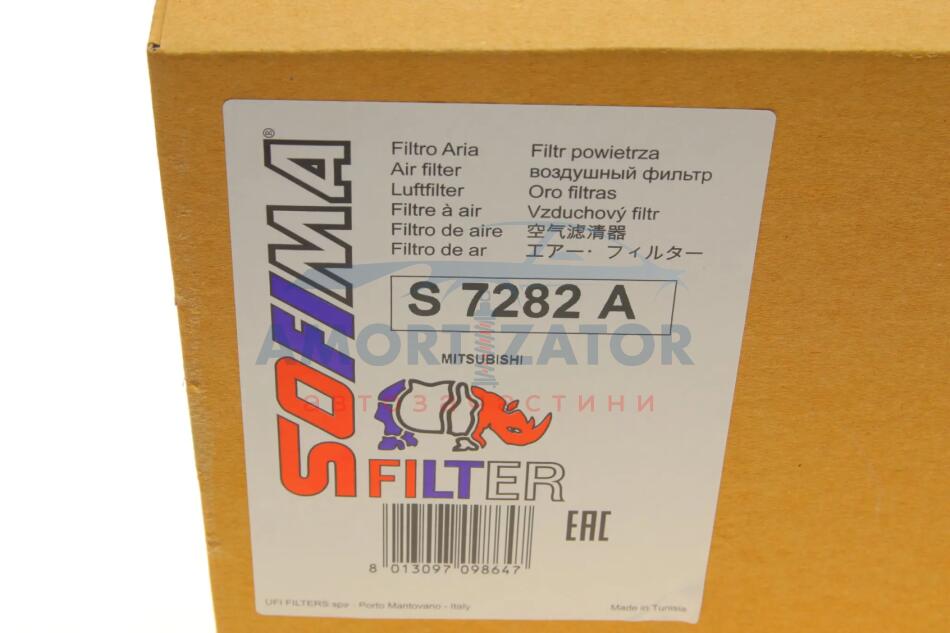 SOFIMA®
Filtro Aria
Air filter
Luftfilter
Filtre à air
Filtro de aire
Filtro de ar
Filtr powietrza
воздушный фильтр
Oro filtras
Vzduchový filtr
空气滤清器
エアー・フィルター
S 7282 A
AMORTIZATOR
MITSUBISHI
автозапчастини
FILTER
EAC
8 013097 098647
UFI FILTERS spa - Porto Mantovano - Italy
Made in Tunisia